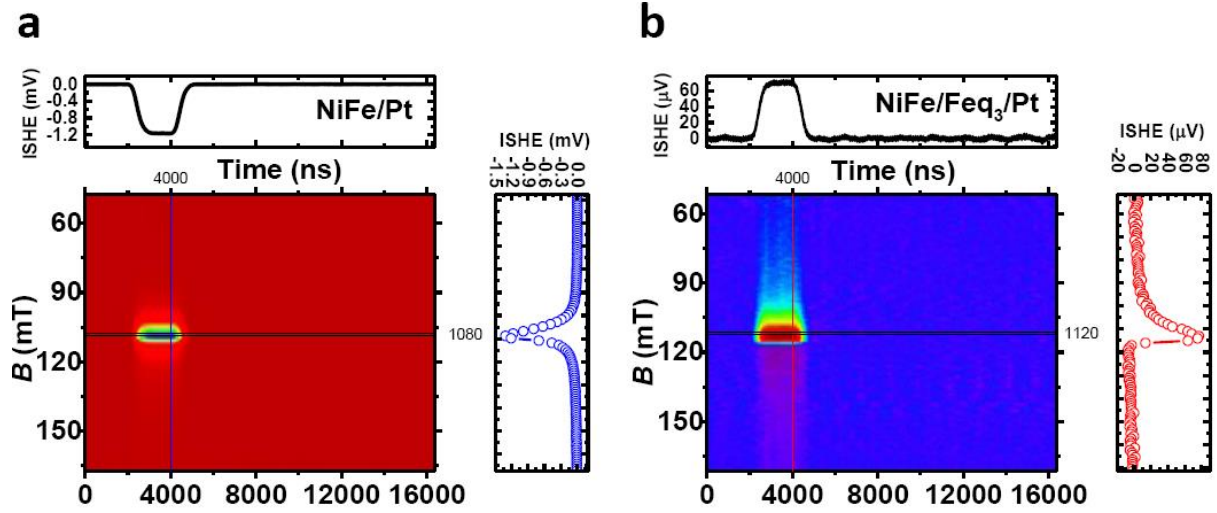 a
b
ISHE (mV)
0.0
-0.4
-0.8
-1.2
NiFe/Pt
Time (ns)
4000
B (mT)
60
90
120
150
0 4000 8000 12000 16000
1080
ISHE (mV)
-1.5 -1.2 -0.9 -0.6 -0.3 0.0
ISHE (μV)
60
40
20
0
NiFe/Feq3/Pt
Time (ns)
4000
B (mT)
60
90
120
150
0 4000 8000 12000 16000
1120
ISHE (μV)
-20 0 20 40 60 80